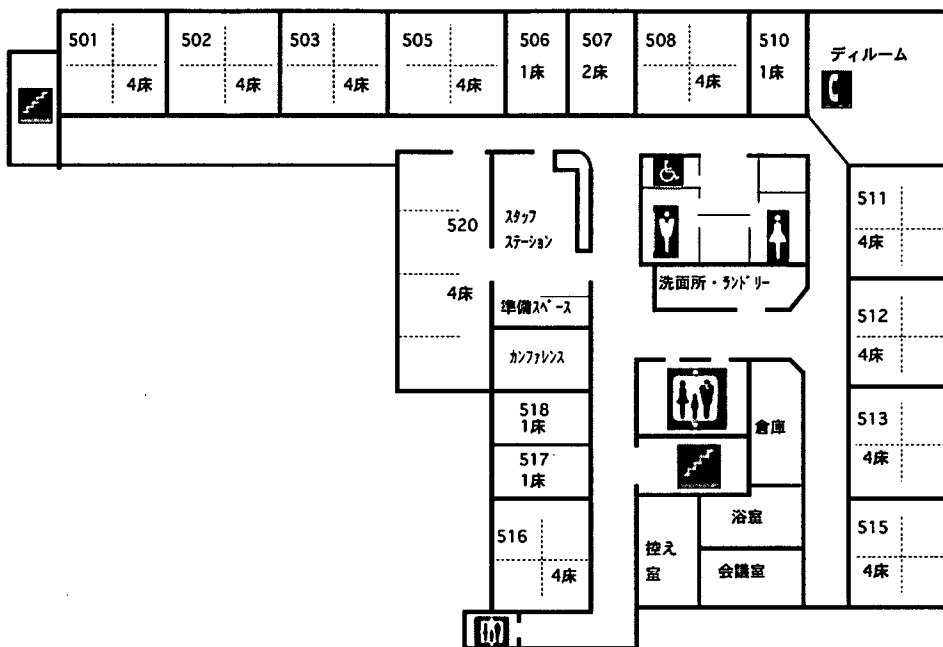 501
4床
502
4床
503
4床
505
4床
506
1床
507
2床
508
4床
510
1床
ディルーム
520
4床
スタッフ
ステーション
準備スペース
カンファレンス
洗面所・ランドリー
511
4床
512
4床
513
4床
515
4床
518
1床
517
1床
516
4床
倉庫
浴室
控え
室
会議室